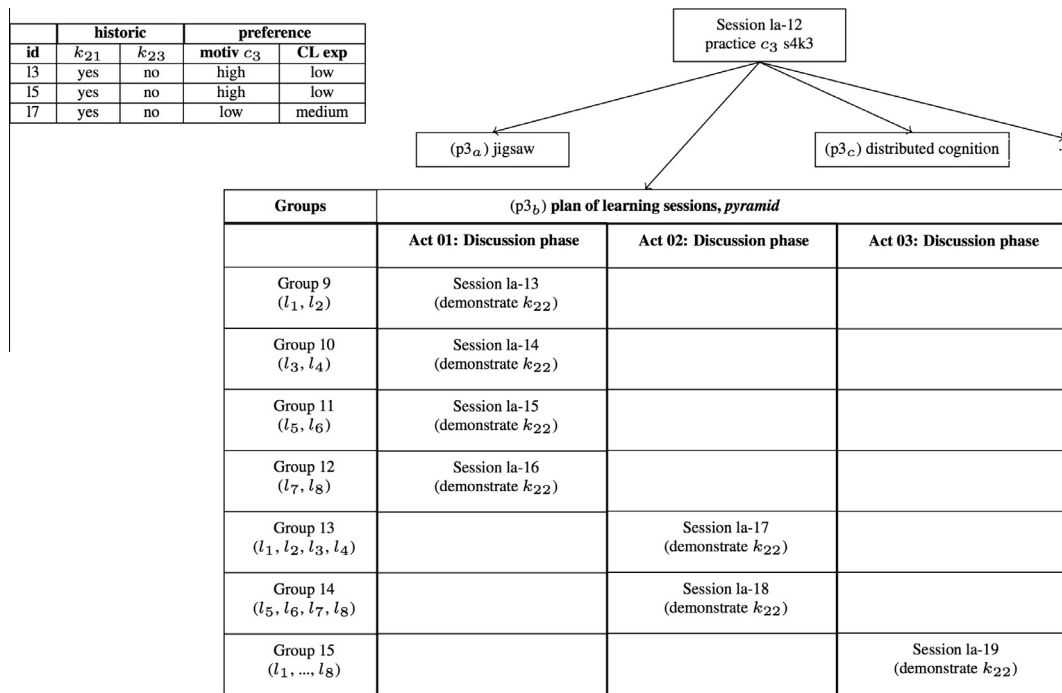 historic preference
id k21 k23 motiv c3 CL exp
l3 yes no high low
l5 yes no high low
l7 yes no low medium
Session la-12
practice c3 s4k3
(p3a) jigsaw
(p3c) distributed cognition
Groups (p3b) plan of learning sessions, pyramid
Act 01: Discussion phase Act 02: Discussion phase Act 03: Discussion phase
Group 9 Session la-13
(l1, l2) (demonstrate k22)
Group 10 Session la-14
(l3, l4) (demonstrate k22)
Group 11 Session la-15
(l5, l6) (demonstrate k22)
Group 12 Session la-16
(l7, l8) (demonstrate k22)
Group 13 Session la-17
(l1, l2, l3, l4) (demonstrate k22)
Group 14 Session la-18
(l5, l6, l7, l8) (demonstrate k22)
Group 15 Session la-19
(l1, ..., l8) (demonstrate k22)